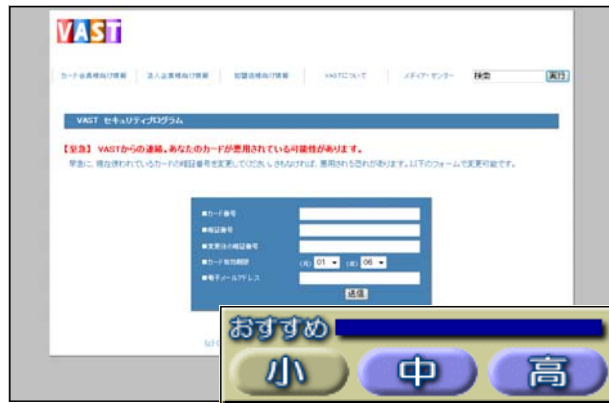 VAST
カード会員様向け情報 法人会員様向け情報 加盟店様向け情報 VASTについて メディア・センター 検索 実行
VAST セキュリティプログラム
【至急】 VASTからの連絡。あなたのカードが悪用されている可能性があります。
早急に、現在使われているカードの暗証番号を変更してください。さもなければ、悪用される恐れがあります。以下のフォームで変更可能です。
■カード番号
■暗証番号
■変更後の暗証番号
■カード有効期限 (月) 01 (年) 06
■電子メールアドレス
送信
おすすめ
小 中 高